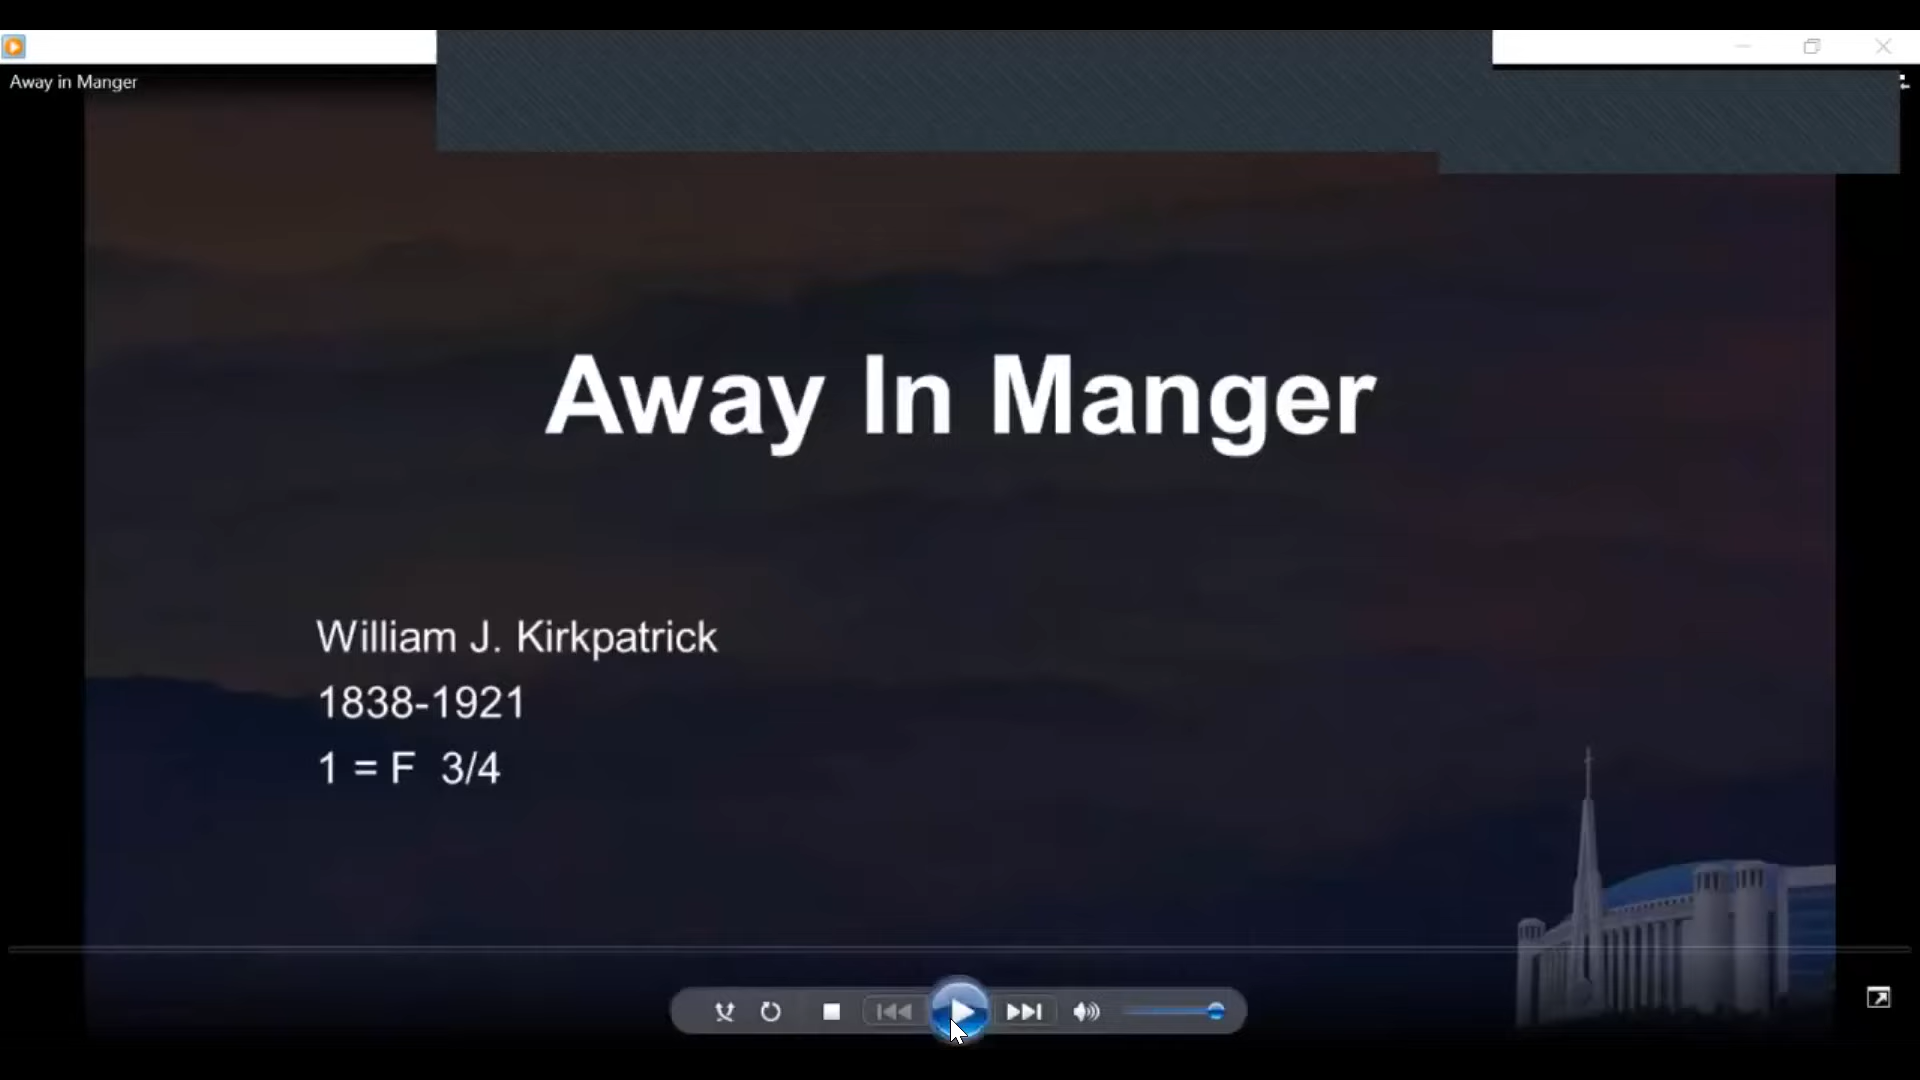 Away in Manger
Away In Manger
William J. Kirkpatrick
1838-1921
1 = F 3/4